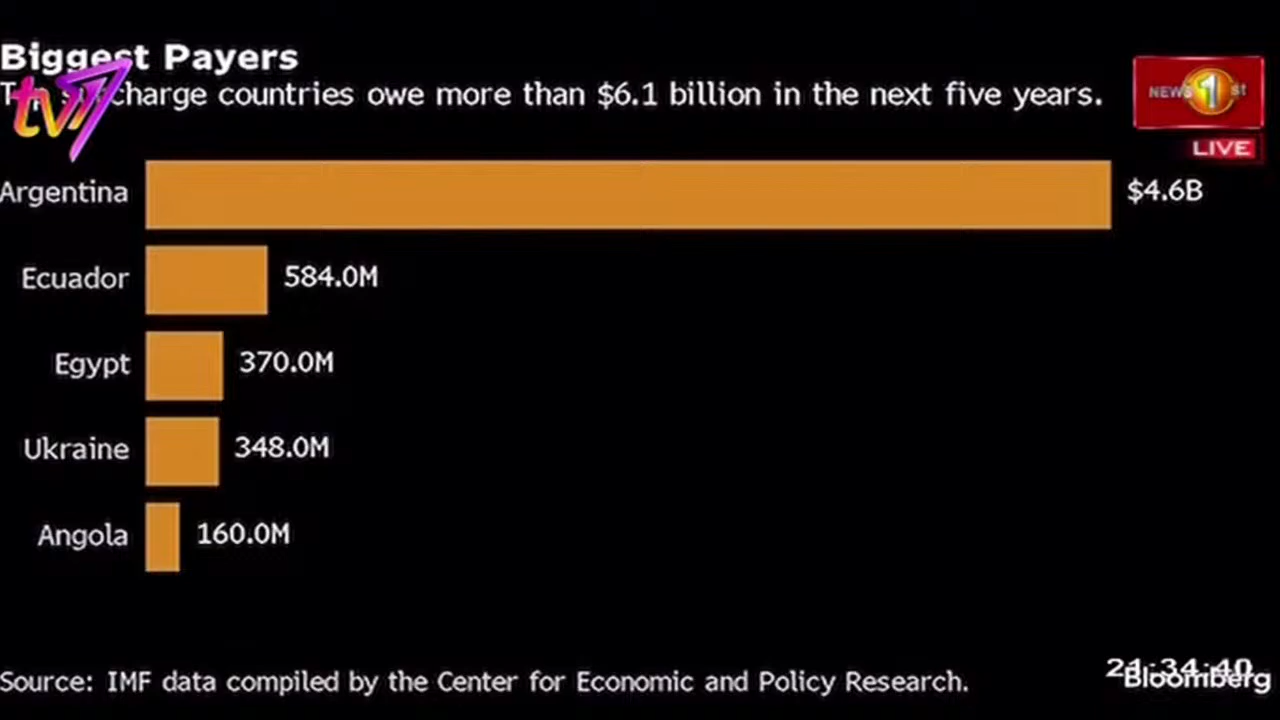 Biggest Payers
charge countries owe more than $6.1 billion in the next five years.
tv
NEWS 1st
LIVE
Argentina $4.6B
Ecuador 584.0M
Egypt 370.0M
Ukraine 348.0M
Angola 160.0M
Source: IMF data compiled by the Center for Economic and Policy Research.
21:34:40
Bloomberg